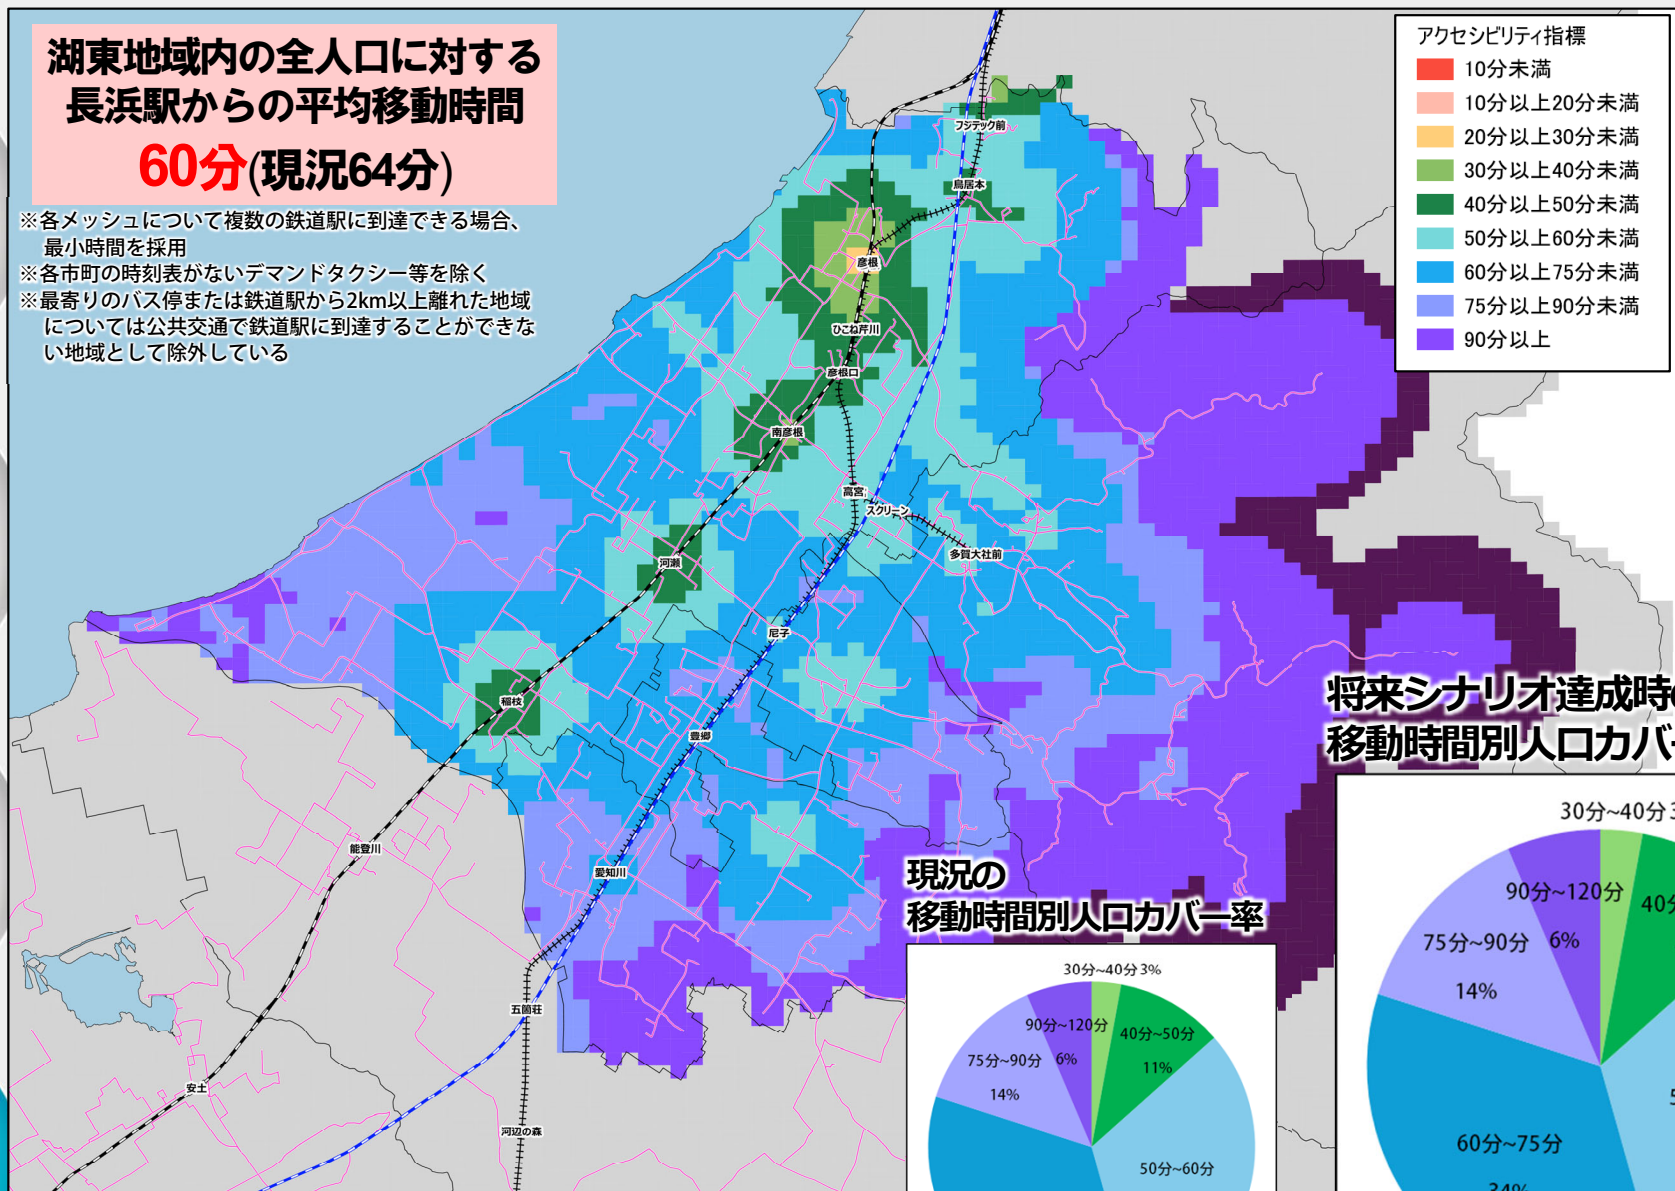 湖東地域内の全人口に対する
長浜駅からの平均移動時間
60分(現況64分)
※各メッシュについて複数の鉄道駅に到達できる場合、
最小時間を採用
※各市町の時刻表がないデマンドタクシー等を除く
※最寄りのバス停または鉄道駅から2km以上離れた地域
については公共交通で鉄道駅に到達することができな
い地域として除外している
アクセシビリティ指標
10分未満
10分以上20分未満
20分以上30分未満
30分以上40分未満
40分以上50分未満
50分以上60分未満
60分以上75分未満
75分以上90分未満
90分以上
フジテック前
鳥居本
彦根
ひこね芹川
彦根口
南彦根
高宮
スクリーン
多賀大社前
河瀬
尼子
稲枝
豊郷
能登川
愛知川
五箇荘
安土
河辺の森
現況の
移動時間別人口カバー率
30分~40分 3%
90分~120分
6%
40分~50分
11%
75分~90分
14%
50分~60分
将来シナリオ達成時の
移動時間別人口カバー
30分~40分 3
90分~120分
6%
40分
75分~90分
14%
5
60分~75分
34%